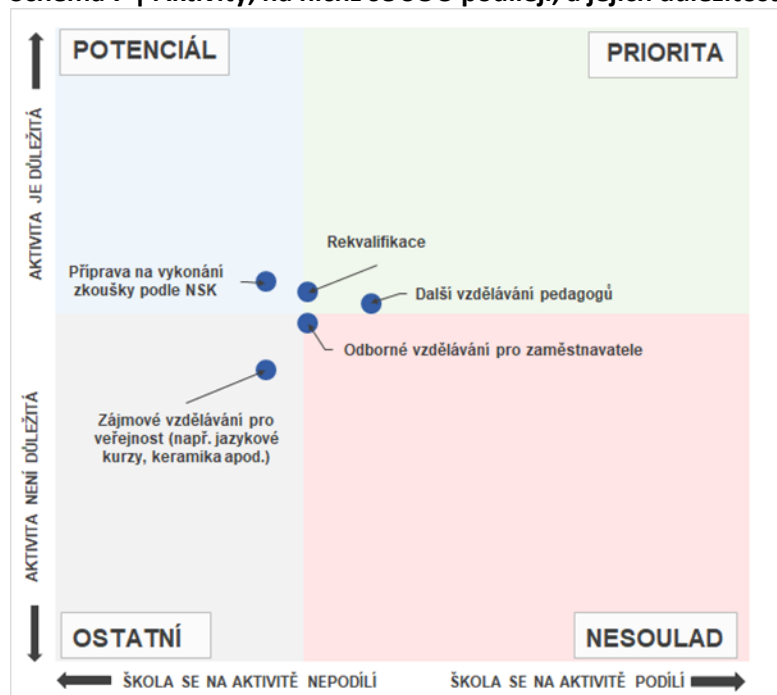 POTENCIÁL
PRIORITA
AKTIVITA JE DŮLEŽITÁ
Rekvalifikace
Příprava na vykonání
zkoušky podle NSK
Další vzdělávání pedagogů
Odborné vzdělávání pro zaměstnavatele
Zájmové vzdělávání pro
veřejnost (např. jazykové
kurzy, keramika apod.)
AKTIVITA NENÍ DŮLEŽITÁ
OSTATNÍ
NESOULAD
ŠKOLA SE NA AKTIVITĚ NEPODÍLÍ
ŠKOLA SE NA AKTIVITĚ PODÍLÍ